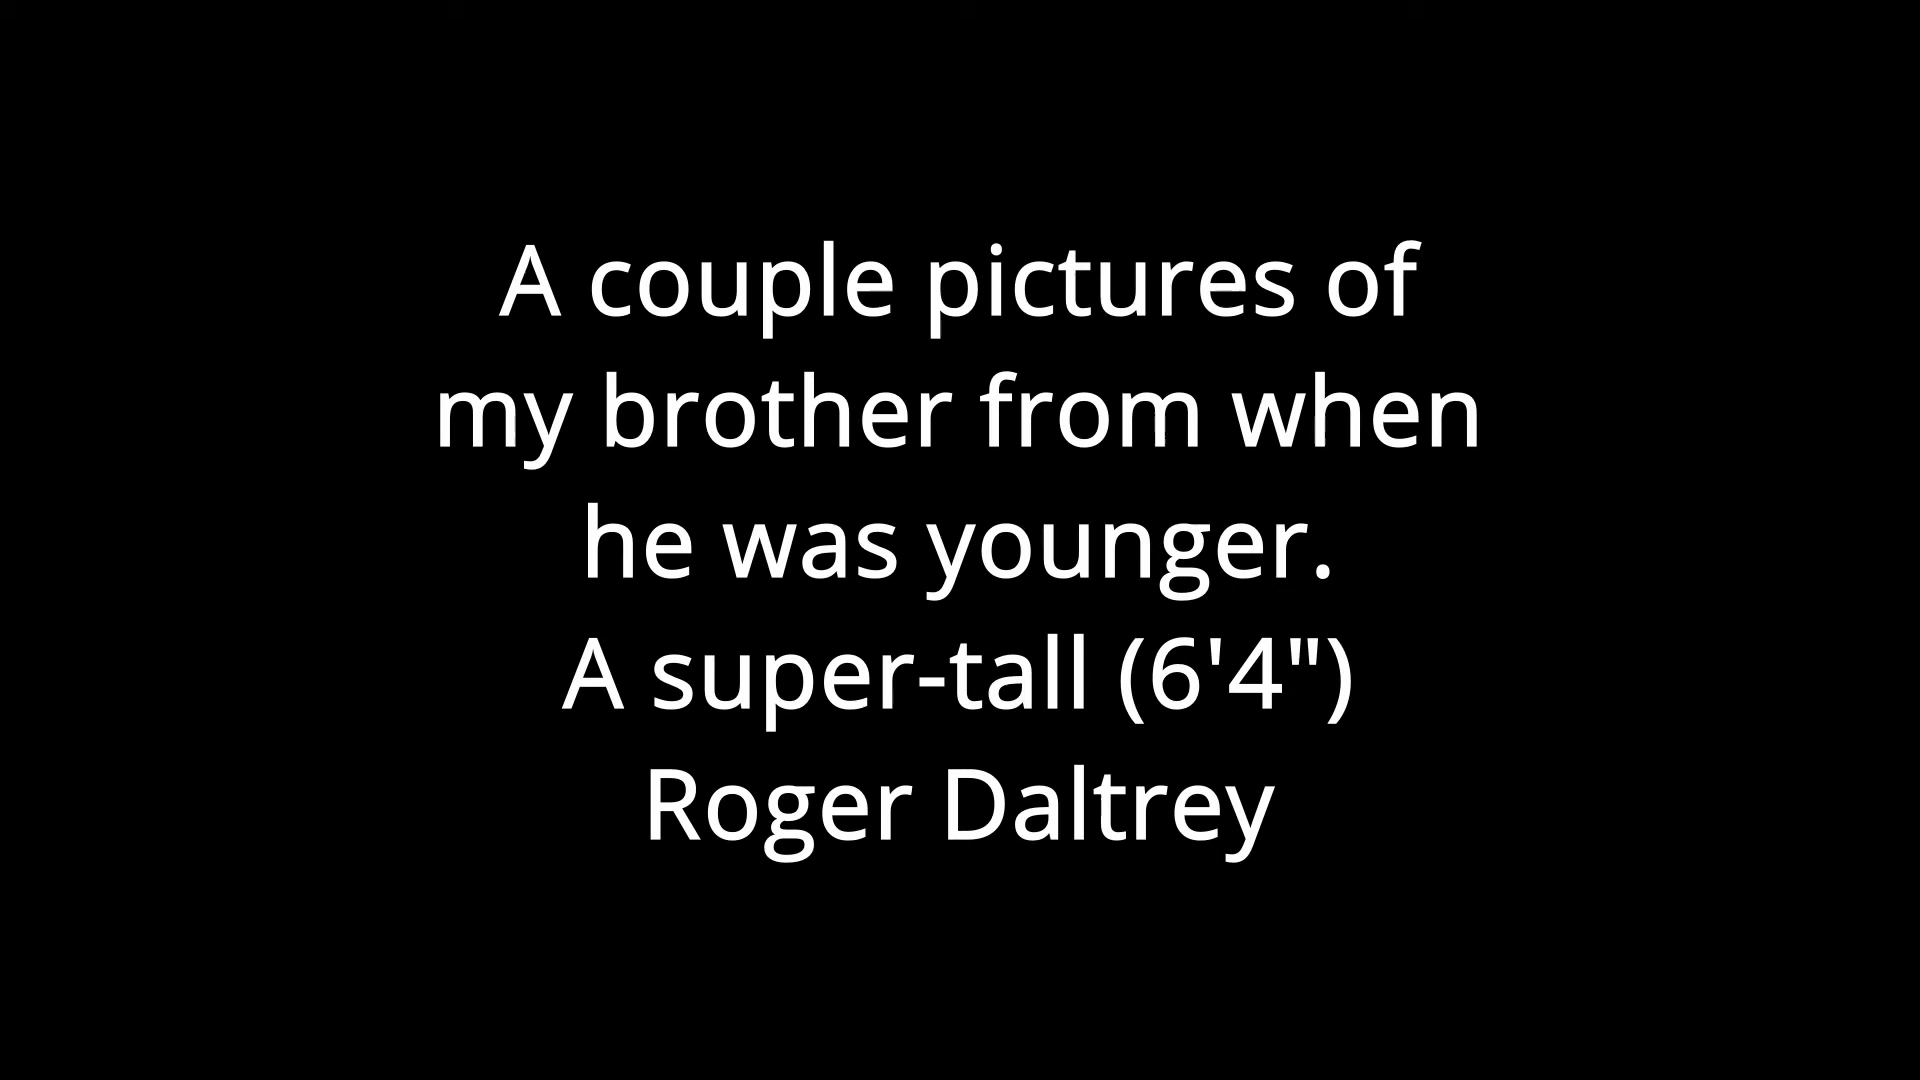 A couple pictures of
my brother from when
he was younger.
A super-tall (6'4")
Roger Daltrey